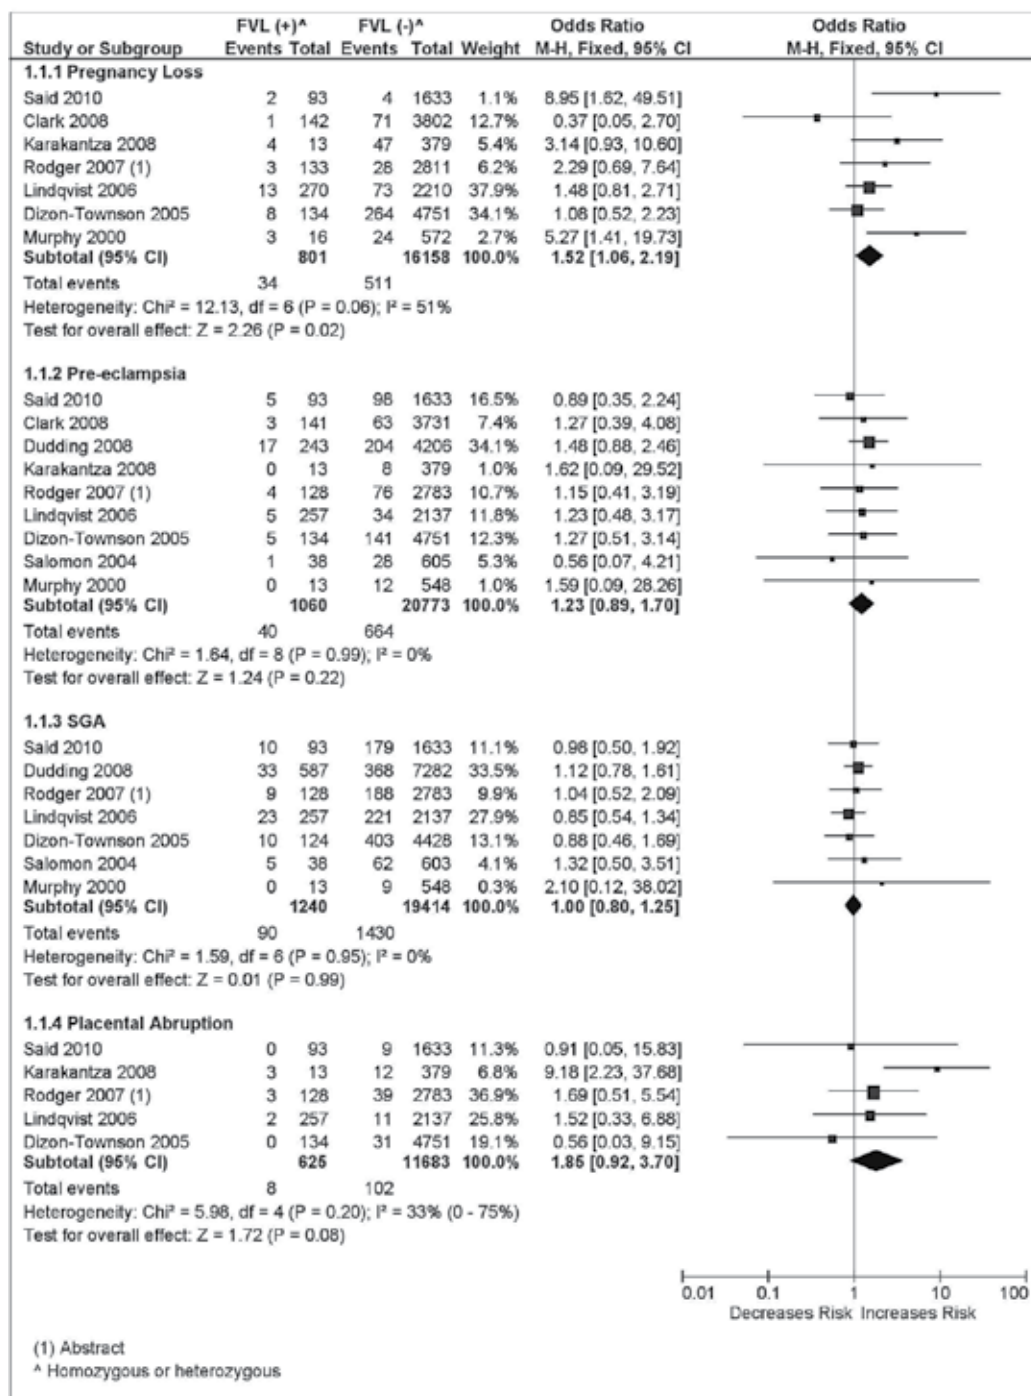 FVL (+)^ FVL (-)^ Odds Ratio Odds Ratio
Study or Subgroup Events Total Events Total Weight M-H, Fixed, 95% CI M-H, Fixed, 95% CI
1.1.1 Pregnancy Loss
Said 2010 2 93 4 1633 1.1% 8.95 [1.62, 49.51]
Clark 2008 1 142 71 3802 12.7% 0.37 [0.05, 2.70]
Karakantza 2008 4 13 47 379 5.4% 3.14 [0.93, 10.60]
Rodger 2007 (1) 3 133 28 2811 6.2% 2.29 [0.69, 7.64]
Lindqvist 2006 13 270 73 2210 37.9% 1.48 [0.81, 2.71]
Dizon-Townson 2005 8 134 264 4751 34.1% 1.08 [0.52, 2.23]
Murphy 2000 3 16 24 572 2.7% 5.27 [1.41, 19.73]
Subtotal (95% CI) 801 16158 100.0% 1.52 [1.06, 2.19]
Total events 34 511
Heterogeneity: Chi² = 12.13, df = 6 (P = 0.06); I² = 51%
Test for overall effect: Z = 2.26 (P = 0.02)
1.1.2 Pre-eclampsia
Said 2010 5 93 98 1633 16.5% 0.89 [0.35, 2.24]
Clark 2008 3 141 63 3731 7.4% 1.27 [0.39, 4.08]
Dudding 2008 17 243 204 4206 34.1% 1.48 [0.88, 2.46]
Karakantza 2008 0 13 8 379 1.0% 1.62 [0.09, 29.52]
Rodger 2007 (1) 4 128 76 2783 10.7% 1.15 [0.41, 3.19]
Lindqvist 2006 5 257 34 2137 11.8% 1.23 [0.48, 3.17]
Dizon-Townson 2005 5 134 141 4751 12.3% 1.27 [0.51, 3.14]
Salomon 2004 1 38 28 605 5.3% 0.56 [0.07, 4.21]
Murphy 2000 0 13 12 548 1.0% 1.59 [0.09, 28.26]
Subtotal (95% CI) 1060 20773 100.0% 1.23 [0.89, 1.70]
Total events 40 664
Heterogeneity: Chi² = 1.64, df = 8 (P = 0.99); I² = 0%
Test for overall effect: Z = 1.24 (P = 0.22)
1.1.3 SGA
Said 2010 10 93 179 1633 11.1% 0.98 [0.50, 1.92]
Dudding 2008 33 587 368 7282 33.5% 1.12 [0.78, 1.61]
Rodger 2007 (1) 9 128 188 2783 9.9% 1.04 [0.52, 2.09]
Lindqvist 2006 23 257 221 2137 27.9% 0.85 [0.54, 1.34]
Dizon-Townson 2005 10 124 403 4428 13.1% 0.88 [0.46, 1.69]
Salomon 2004 5 38 62 603 4.1% 1.32 [0.50, 3.51]
Murphy 2000 0 13 9 548 0.3% 2.10 [0.12, 38.02]
Subtotal (95% CI) 1240 19414 100.0% 1.00 [0.80, 1.25]
Total events 90 1430
Heterogeneity: Chi² = 1.59, df = 6 (P = 0.95); I² = 0%
Test for overall effect: Z = 0.01 (P = 0.99)
1.1.4 Placental Abruption
Said 2010 0 93 9 1633 11.3% 0.91 [0.05, 15.83]
Karakantza 2008 3 13 12 379 6.8% 9.18 [2.23, 37.68]
Rodger 2007 (1) 3 128 39 2783 36.9% 1.69 [0.51, 5.54]
Lindqvist 2006 2 257 11 2137 25.8% 1.52 [0.33, 6.88]
Dizon-Townson 2005 0 134 31 4751 19.1% 0.56 [0.03, 9.15]
Subtotal (95% CI) 625 11683 100.0% 1.85 [0.92, 3.70]
Total events 8 102
Heterogeneity: Chi² = 5.98, df = 4 (P = 0.20); I² = 33% (0 - 75%)
Test for overall effect: Z = 1.72 (P = 0.08)
0.01 0.1 1 10 100
Decreases Risk Increases Risk
(1) Abstract
^ Homozygous or heterozygous